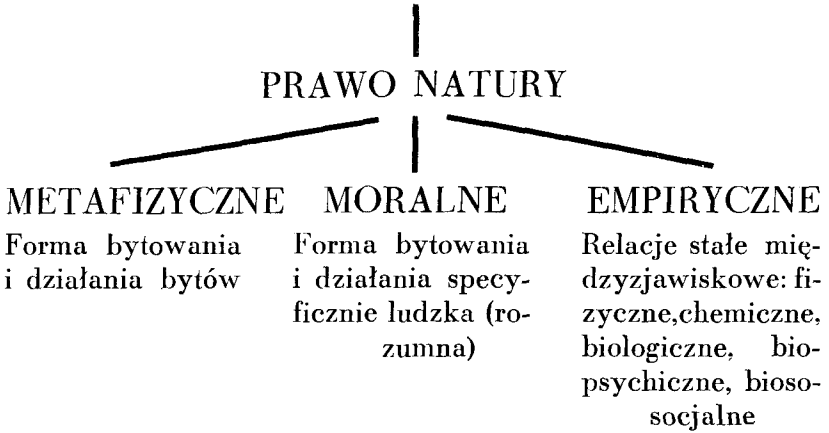 PRAWO NATURY
METAFIZYCZNE
Forma bytowania
i działania bytów
MORALNE
Forma bytowania
i działania specy-
ficznie ludzka (ro-
zumna)
EMPIRYCZNE
Relacje stałe mię-
dzyzjawiskowe: fi-
zyczne,chemiczne,
biologiczne, bio-
psychiczne, bioso-
socjalne